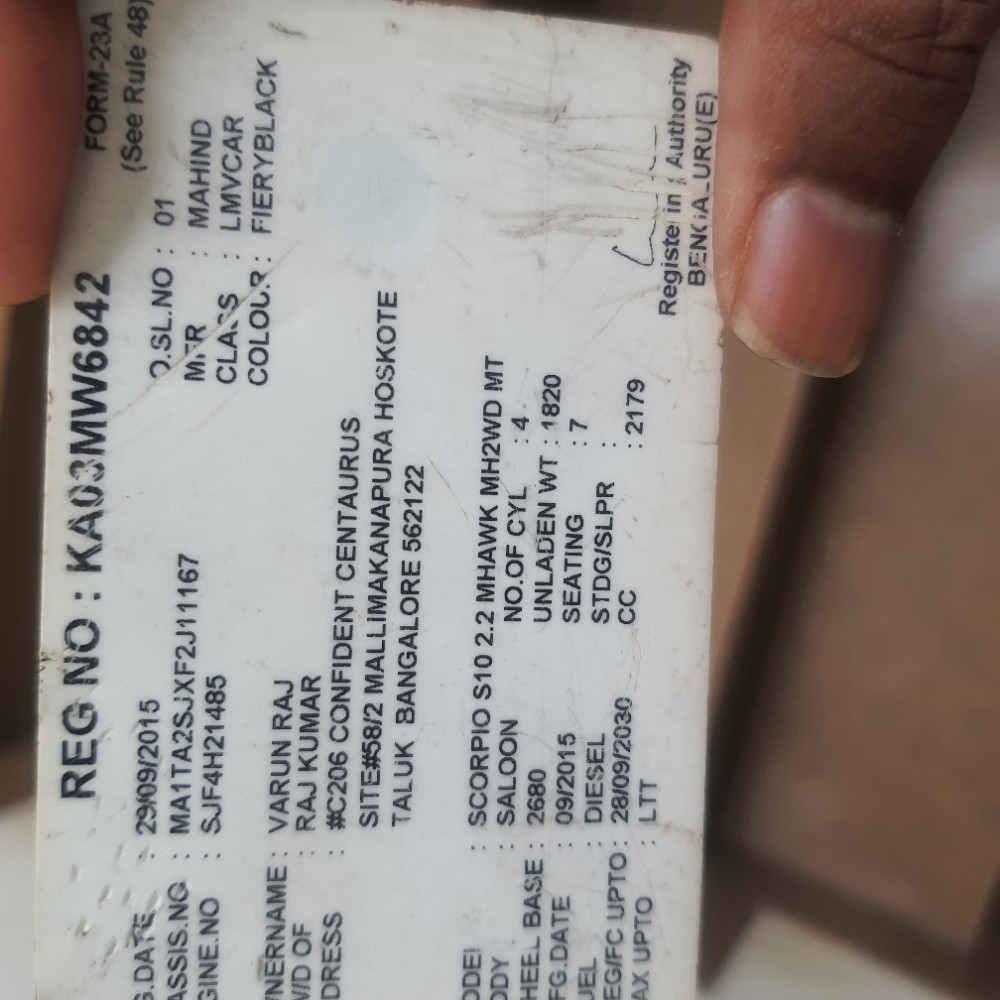 FORM-23A
(See Rule 48)
REG NO : KA03MW6842
G.DATE : 29/09/2015
O.SL.NO : 01
ASSIS.NO : MA1TA2SJXF2J11167
MFR : MAHIND
GINE.NO : SJF4H21485
CLASS : LMVCAR
COLOUR : FIERYBLACK
WNERNAME : VARUN RAJ
W/D OF : RAJ KUMAR
DRESS : #C206 CONFIDENT CENTAURUS
SITE#58/2 MALLIMAKANAPURA HOSKOTE
TALUK BANGALORE 562122
ODEL : SCORPIO S10 2.2 MHAWK MH2WD MT
ODY : SALOON
NO.OF CYL : 4
HEEL BASE : 2680
UNLADEN WT : 1820
FG.DATE : 09/2015
SEATING : 7
UEL : DIESEL
STDG/SLPR :
EG/FC UPTO : 28/09/2030
CC : 2179
AX UPTO : LTT
Registering Authority
BENGALURU(E)